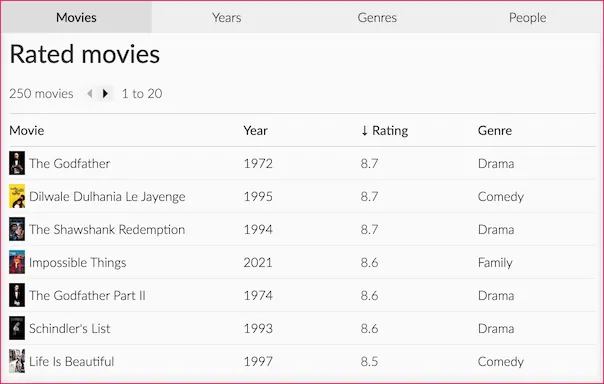 Movies Years Genres People
Rated movies
250 movies 1 to 20
Movie Year ↓ Rating Genre
The Godfather 1972 8.7 Drama
Dilwale Dulhania Le Jayenge 1995 8.7 Comedy
The Shawshank Redemption 1994 8.7 Drama
Impossible Things 2021 8.6 Family
The Godfather Part II 1974 8.6 Drama
Schindler's List 1993 8.6 Drama
Life Is Beautiful 1997 8.5 Comedy